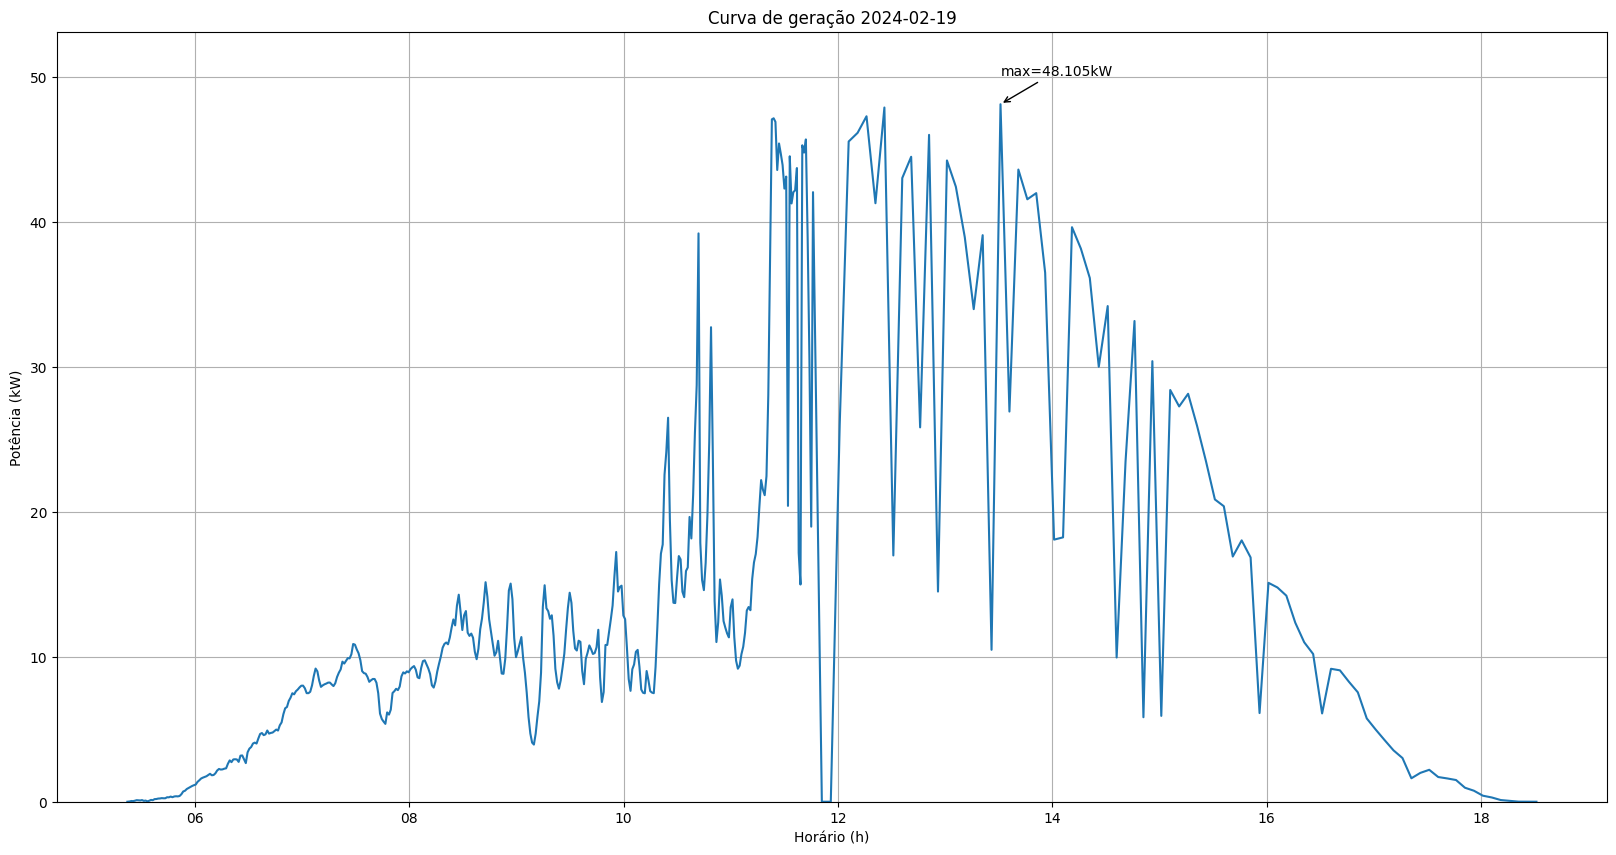 Curva de geração 2024-02-19
max=48.105kW
Potência (kW)
50
40
30
20
10
0
06 08 10 12 14 16 18
Horário (h)